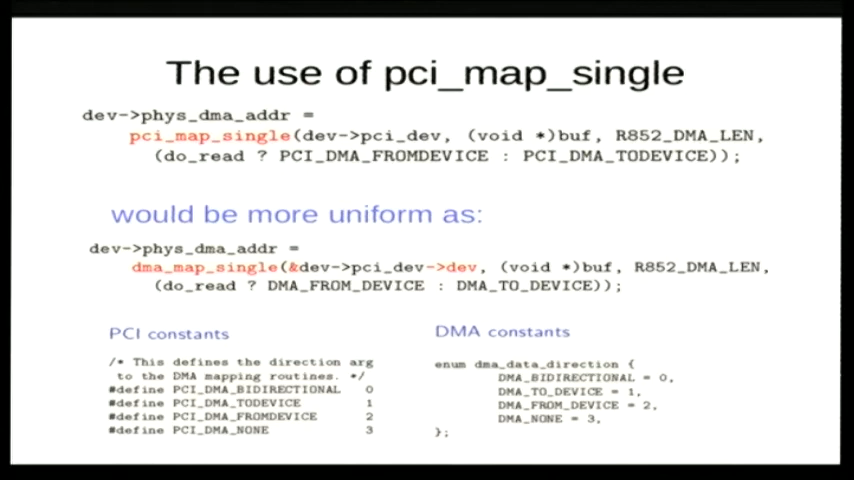 The use of pci_map_single
dev->phys_dma_addr =
pci_map_single(dev->pci_dev, (void *)buf, R852_DMA_LEN,
(do_read ? PCI_DMA_FROMDEVICE : PCI_DMA_TODEVICE));
would be more uniform as:
dev->phys_dma_addr =
dma_map_single(&dev->pci_dev->dev, (void *)buf, R852_DMA_LEN,
(do_read ? DMA_FROM_DEVICE : DMA_TO_DEVICE));
PCI constants
/* This defines the direction arg
to the DMA mapping routines. */
#define PCI_DMA_BIDIRECTIONAL 0
#define PCI_DMA_TODEVICE 1
#define PCI_DMA_FROMDEVICE 2
#define PCI_DMA_NONE 3
DMA constants
enum dma_data_direction {
DMA_BIDIRECTIONAL = 0,
DMA_TO_DEVICE = 1,
DMA_FROM_DEVICE = 2,
DMA_NONE = 3,
};